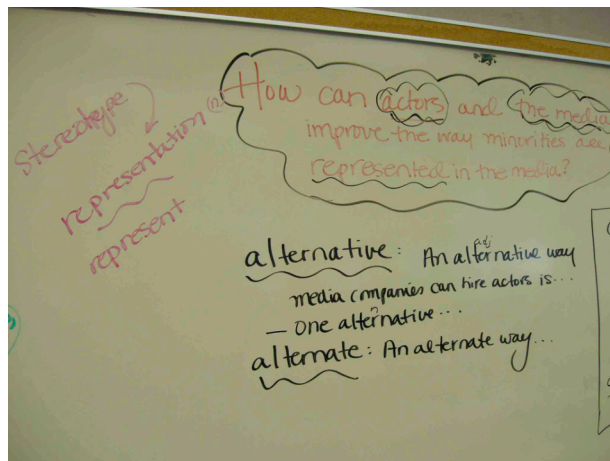 Stereotype
representation (n)
represent
How can actors and the media
improve the way minorities are
represented in the media?
alternative: An alternative way
adj
media companies can hire actors is...
n
— One alternative...
alternate: An alternate way...